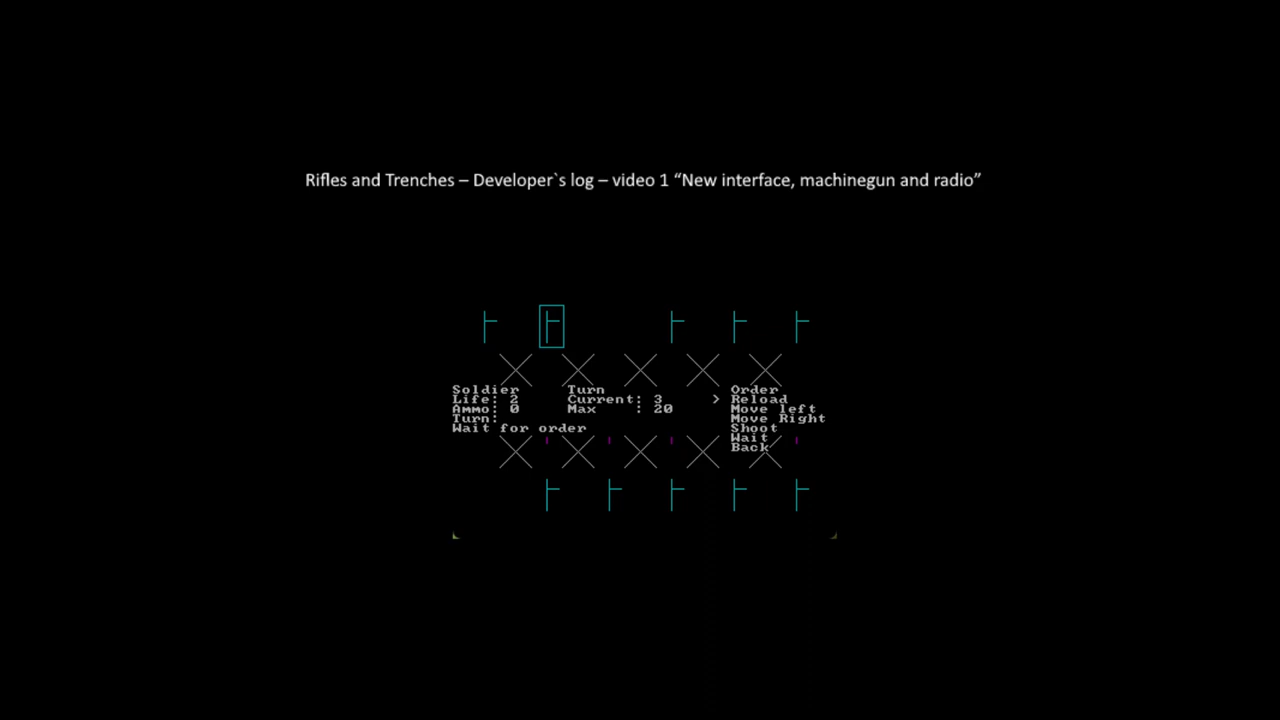 Rifles and Trenches – Developer`s log – video 1 “New interface, machinegun and radio”
Soldier Turn Order
Life: 2 Current: 3 > Reload
Ammo: 0 Max : 20 Move left
Turn: Move Right
Wait for order Shoot
Wait
Back